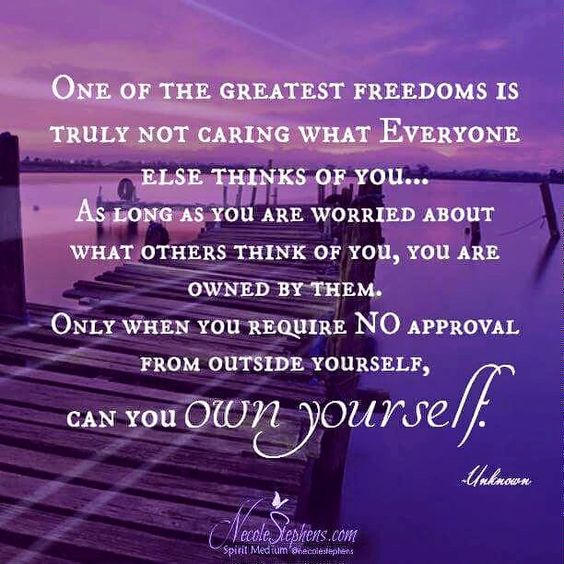 One of the greatest freedoms is
truly not caring what Everyone
else thinks of you...
As long as you are worried about
what others think of you, you are
owned by them.
Only when you require NO approval
from outside yourself,
can you own yourself.
~Unknown
NecoleStephens.com
Spirit Medium @necolestephens